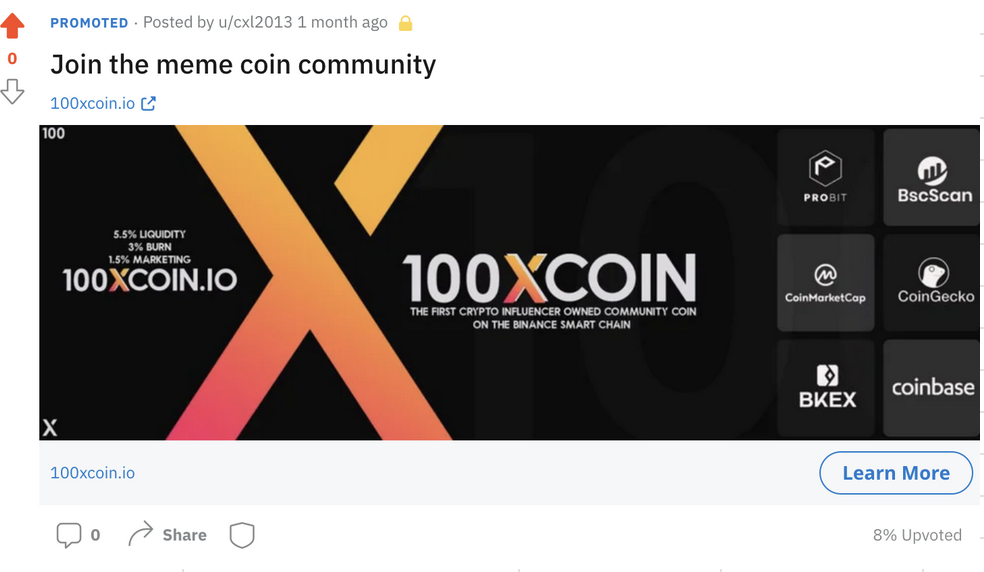 PROMOTED · Posted by u/cxl2013 1 month ago
0
Join the meme coin community
100xcoin.io
100
5.5% LIQUIDITY
3% BURN
1.5% MARKETING
100XCOIN.IO
100XCOIN
THE FIRST CRYPTO INFLUENCER OWNED COMMUNITY COIN
ON THE BINANCE SMART CHAIN
PROBIT
BscScan
CoinMarketCap
CoinGecko
BKEX
coinbase
X
100xcoin.io
Learn More
0 Share
8% Upvoted